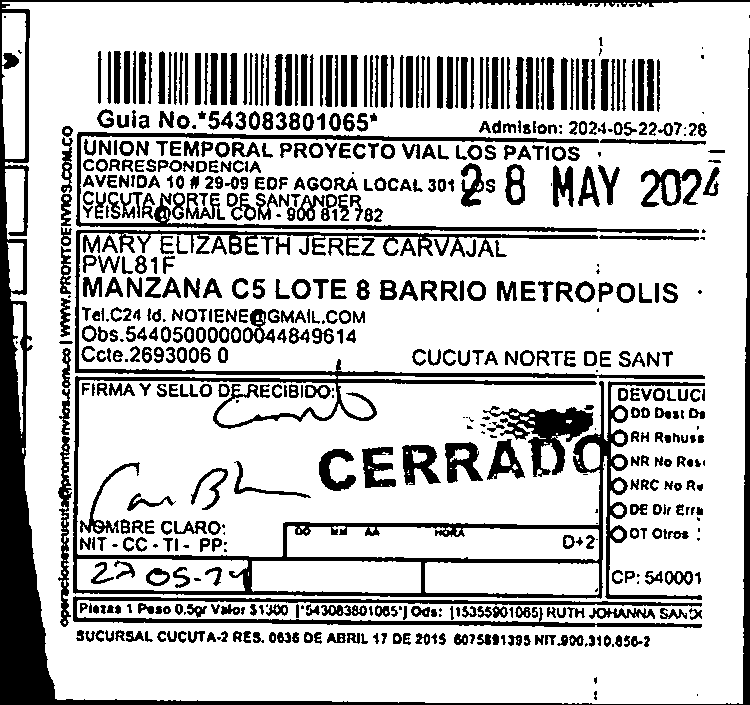 Guia No.*543083801065*
Admision: 2024-05-22-07:28
UNION TEMPORAL PROYECTO VIAL LOS PATIOS
CORRESPONDENCIA
AVENIDA 10 # 29-09 EDF AGORA LOCAL 301 LOS
CUCUTA NORTE DE SANTANDER
YEISMIR@GMAIL COM - 900 812 782
28 MAY 2024
MARY ELIZABETH JEREZ CARVAJAL
PWL81F
MANZANA C5 LOTE 8 BARRIO METROPOLIS
Tel.C24 Id. NOTIENE@GMAIL.COM
Obs.54405000000044849614
Ccte.2693006 0
CUCUTA NORTE DE SANT
FIRMA Y SELLO DE RECIBIDO:
CERRADO
NOMBRE CLARO:
NIT - CC - TI - PP:
DD MM AA HORA
D+2
27 05-24
DEVOLUCI
DD Dest De
RH Rehuss
NR No Res
NRC No Re
DE Dir Erra
OT Otros :
CP: 540001
Piezas 1 Peso 0.5gr Valor $1300 [*543083801065*] Ods: [15355901065] RUTH JOHANNA SAN
SUCURSAL CUCUTA-2 RES. 0636 DE ABRIL 17 DE 2015 6075891395 NIT.900,310,856-2
operacionescucuta@prontoenvios.com.co | WWW.PRONTOENVIOS.COM.CO